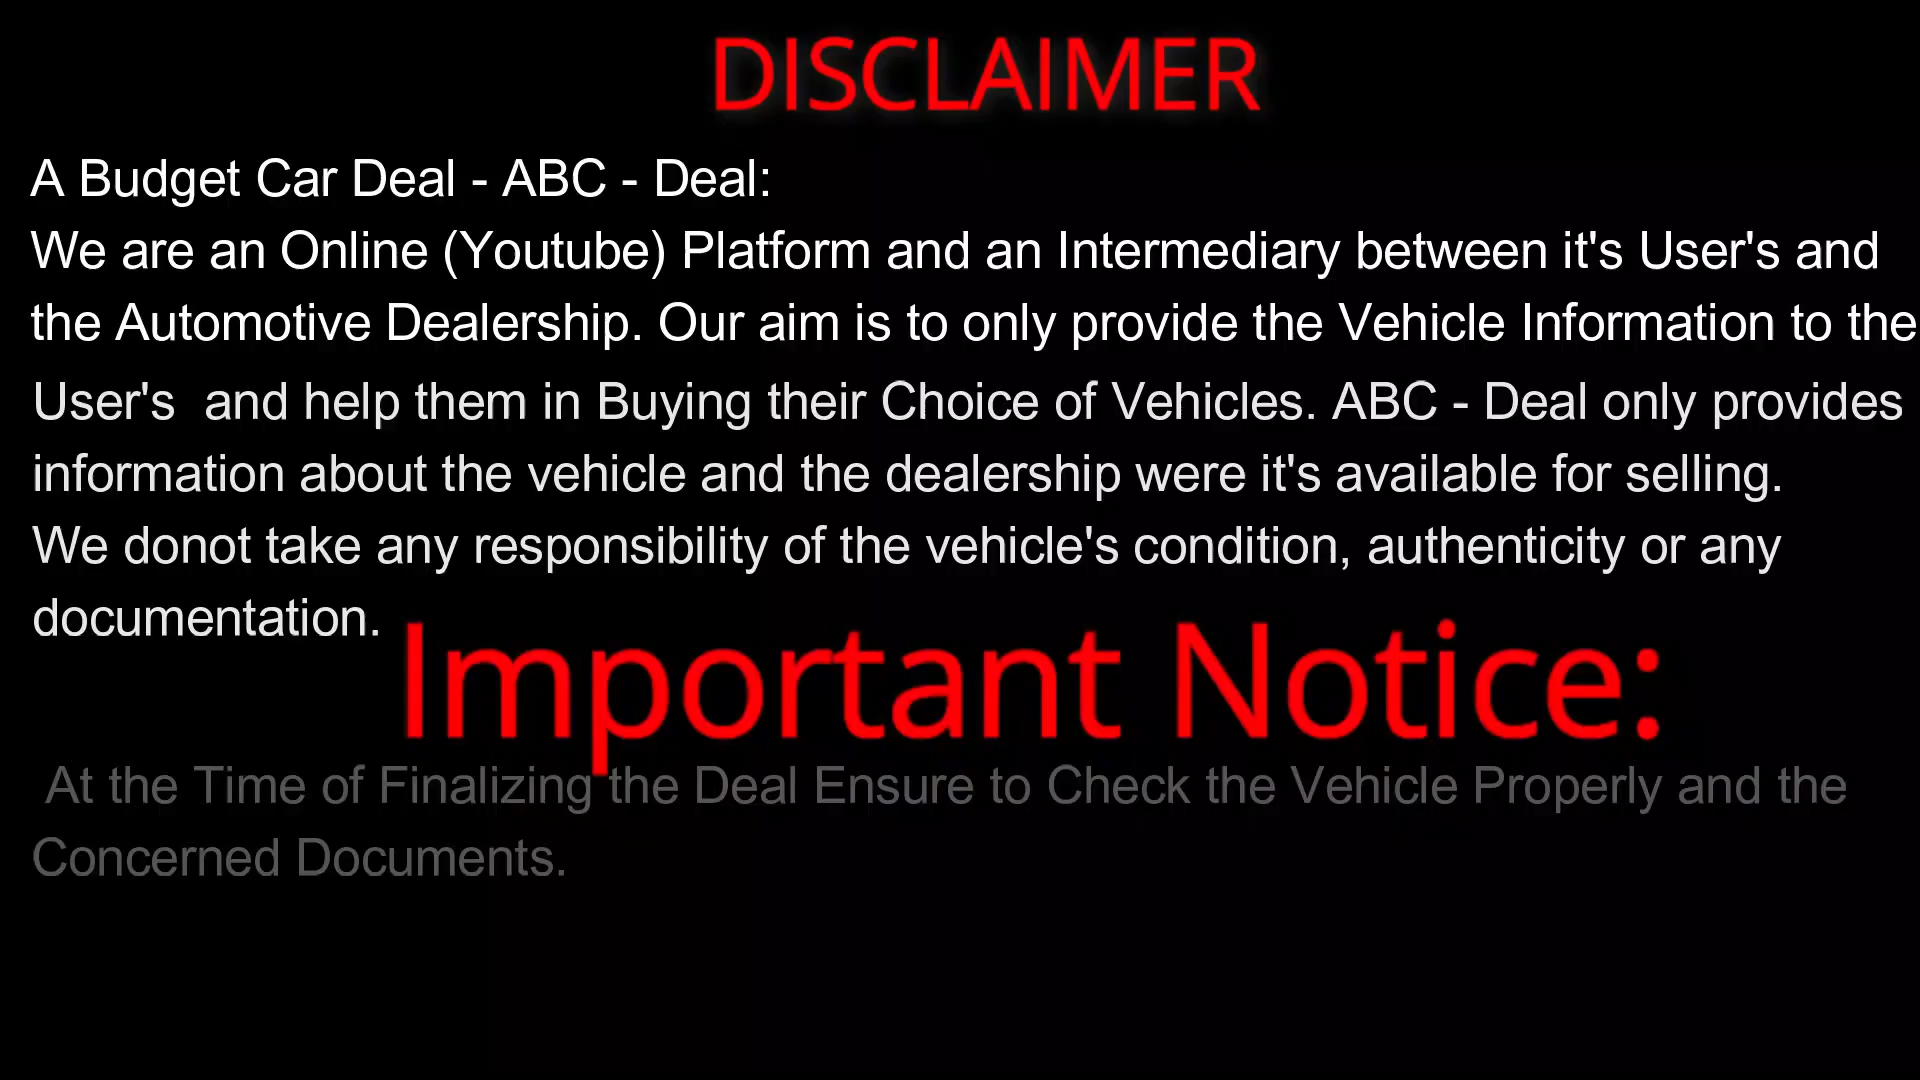 DISCLAIMER
A Budget Car Deal - ABC - Deal:
We are an Online (Youtube) Platform and an Intermediary between it's User's and
the Automotive Dealership. Our aim is to only provide the Vehicle Information to the
User's  and help them in Buying their Choice of Vehicles. ABC - Deal only provides
information about the vehicle and the dealership were it's available for selling.
We donot take any responsibility of the vehicle's condition, authenticity or any
documentation.
Important Notice:
At the Time of Finalizing the Deal Ensure to Check the Vehicle Properly and the
Concerned Documents.